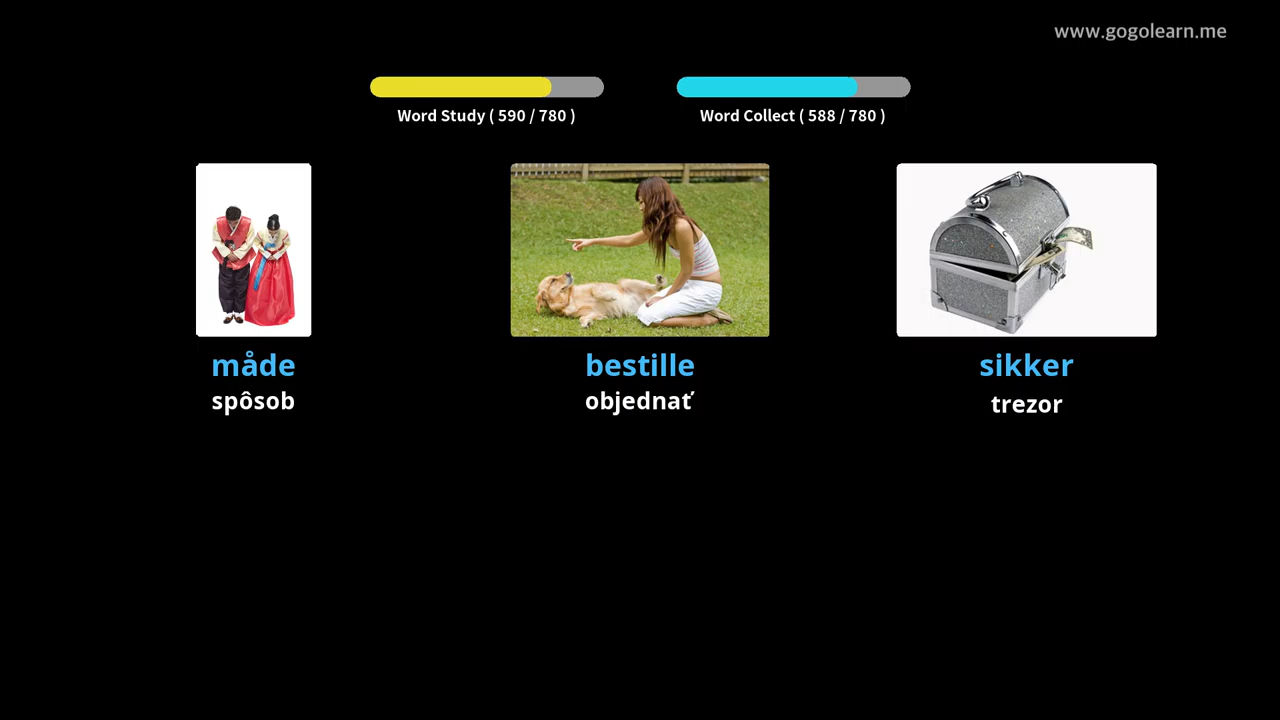 www.gogolearn.me
Word Study ( 590 / 780 )
Word Collect ( 588 / 780 )
måde
bestille
sikker
spôsob
objednať
trezor